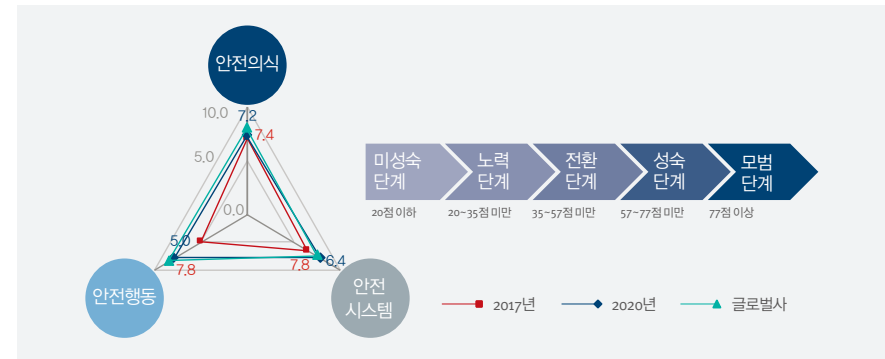 안전의식
10.0
7.2
7.4
5.0
0.0
5.0
7.8
7.8
6.4
안전행동
안전
시스템
미성숙
단계
노력
단계
전환
단계
성숙
단계
모범
단계
20점 이하
20~35점 미만
35~57점 미만
57~77점 미만
77점 이상
2017년
2020년
글로벌사